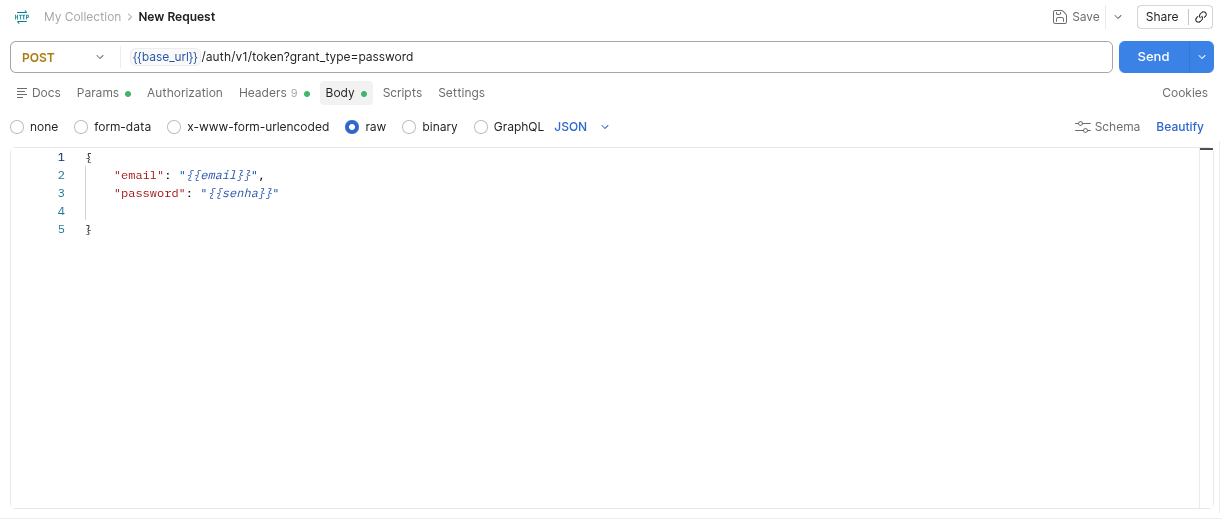 HTTP My Collection > New Request Save Share
POST {{base_url}} /auth/v1/token?grant_type=password Send
Docs Params Authorization Headers 9 Body Scripts Settings Cookies
none form-data x-www-form-urlencoded raw binary GraphQL JSON Schema Beautify
1 {
2 "email": "{{email}}",
3 "password": "{{senha}}"
4
5 }